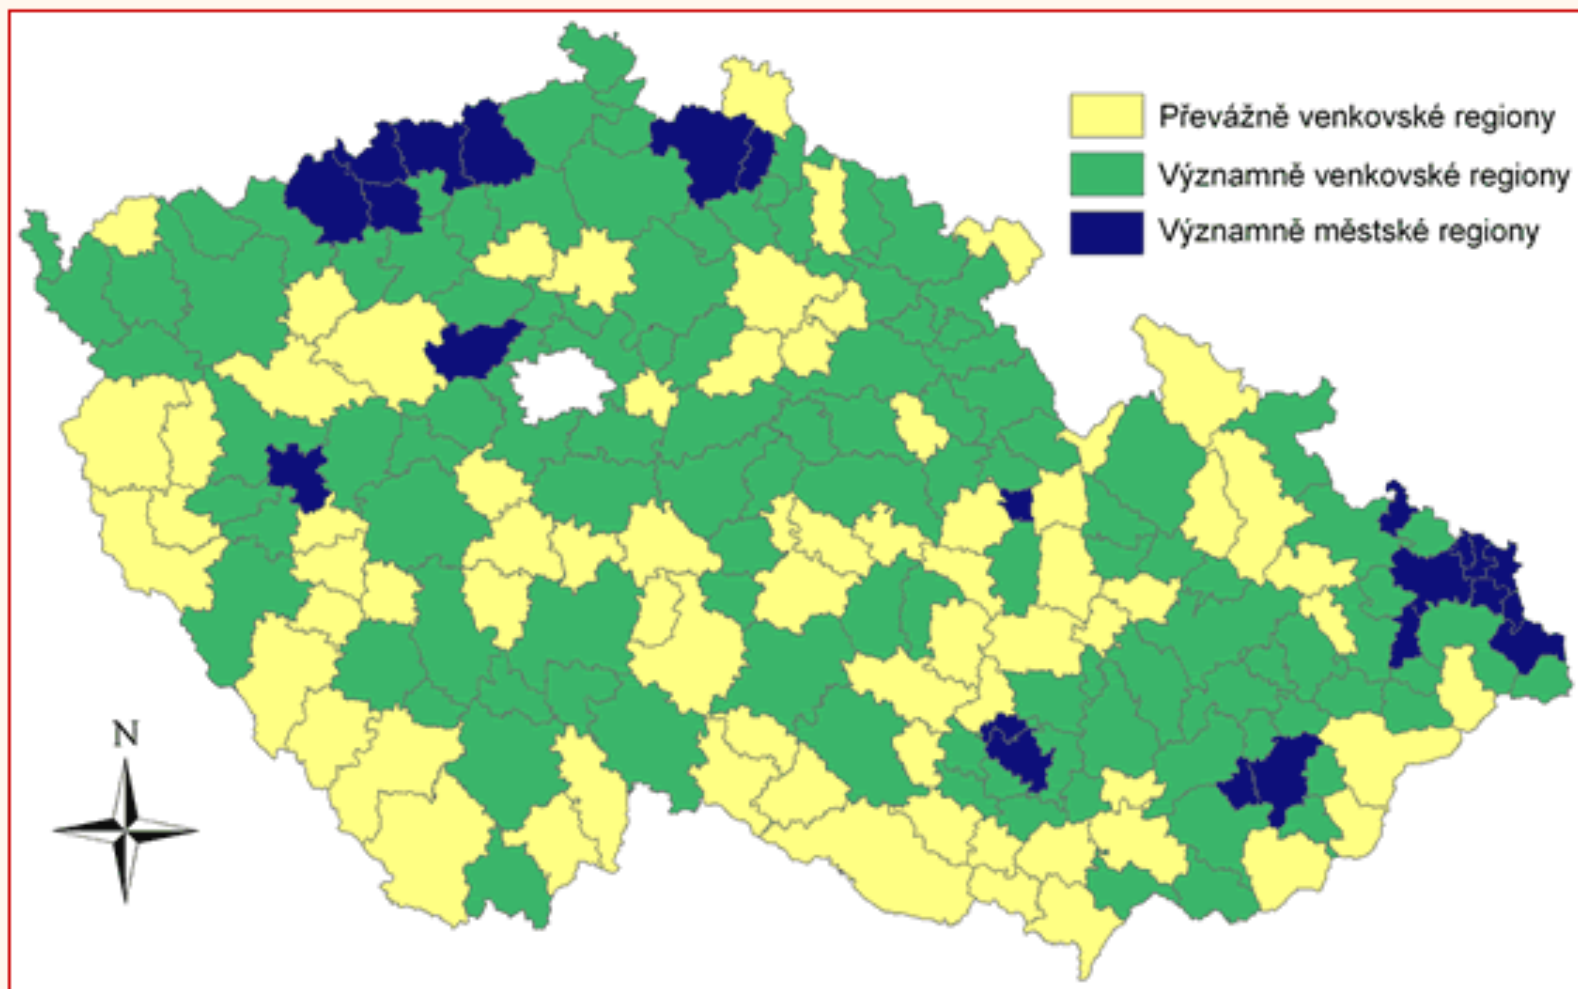 Převážně venkovské regiony
Významně venkovské regiony
Významně městské regiony
N